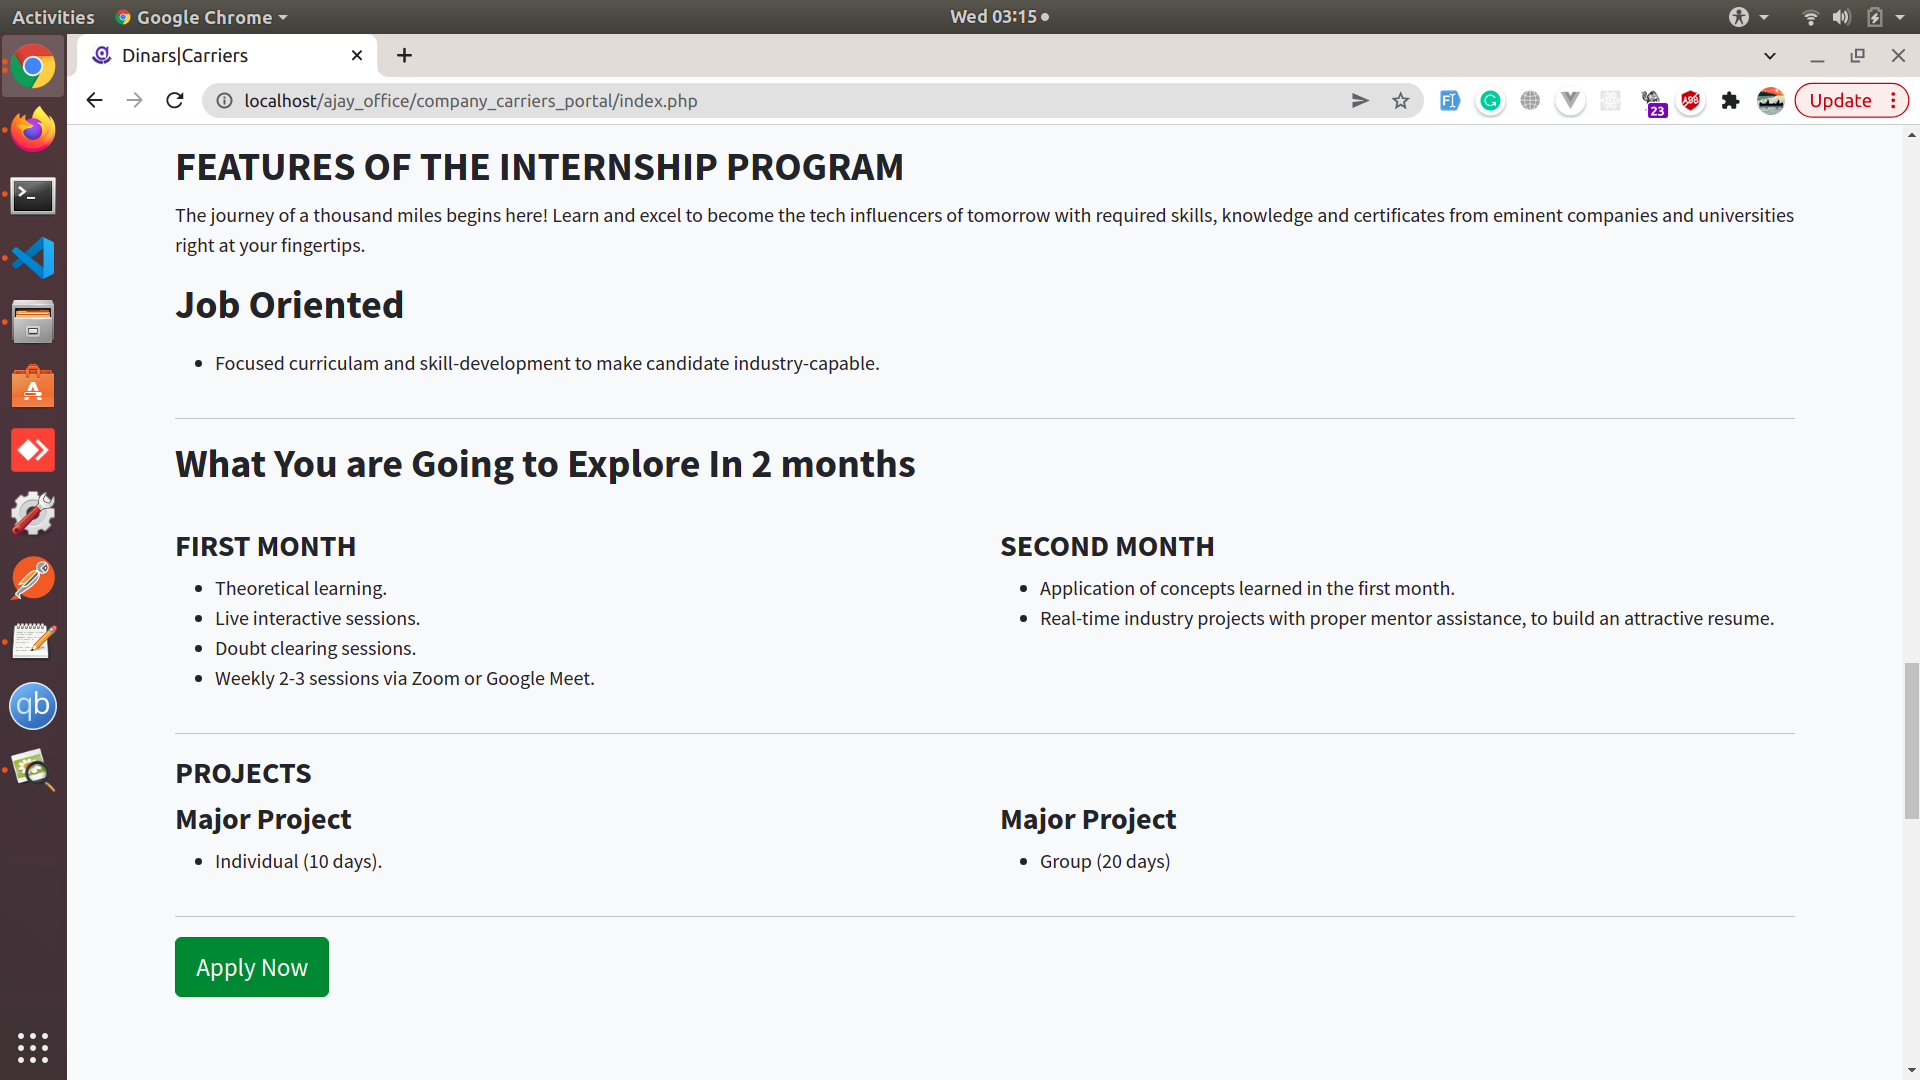 Activities Google Chrome Wed 03:15
Dinars|Carriers
localhost/ajay_office/company_carriers_portal/index.php FI 23 ABP Update
FEATURES OF THE INTERNSHIP PROGRAM
The journey of a thousand miles begins here! Learn and excel to become the tech influencers of tomorrow with required skills, knowledge and certificates from eminent companies and universities
right at your fingertips.
Job Oriented
Focused curriculam and skill-development to make candidate industry-capable.
What You are Going to Explore In 2 months
FIRST MONTH
Theoretical learning.
Live interactive sessions.
Doubt clearing sessions.
Weekly 2-3 sessions via Zoom or Google Meet.
SECOND MONTH
Application of concepts learned in the first month.
Real-time industry projects with proper mentor assistance, to build an attractive resume.
PROJECTS
Major Project
Individual (10 days).
Major Project
Group (20 days)
Apply Now
qb